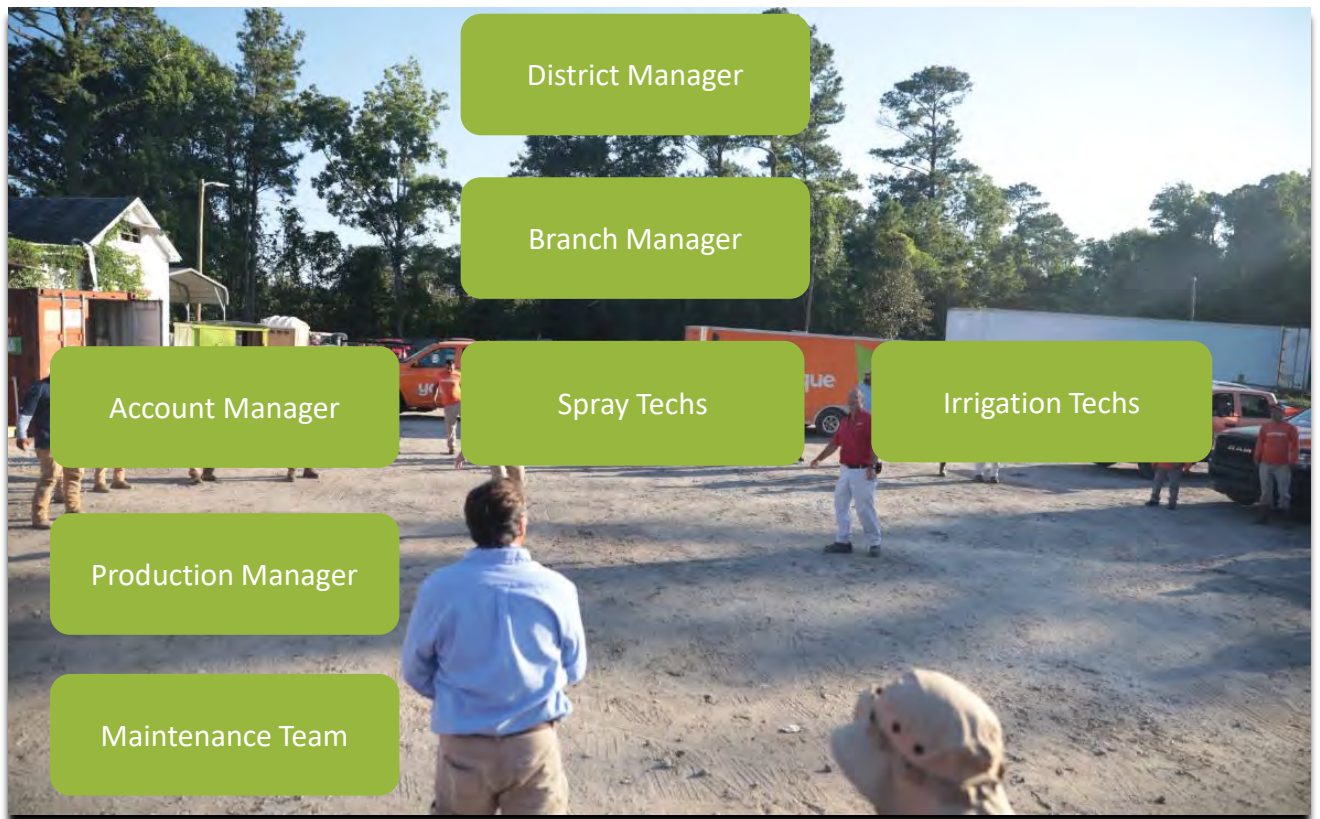 District Manager
Branch Manager
Account Manager
Spray Techs
Irrigation Techs
Production Manager
Maintenance Team